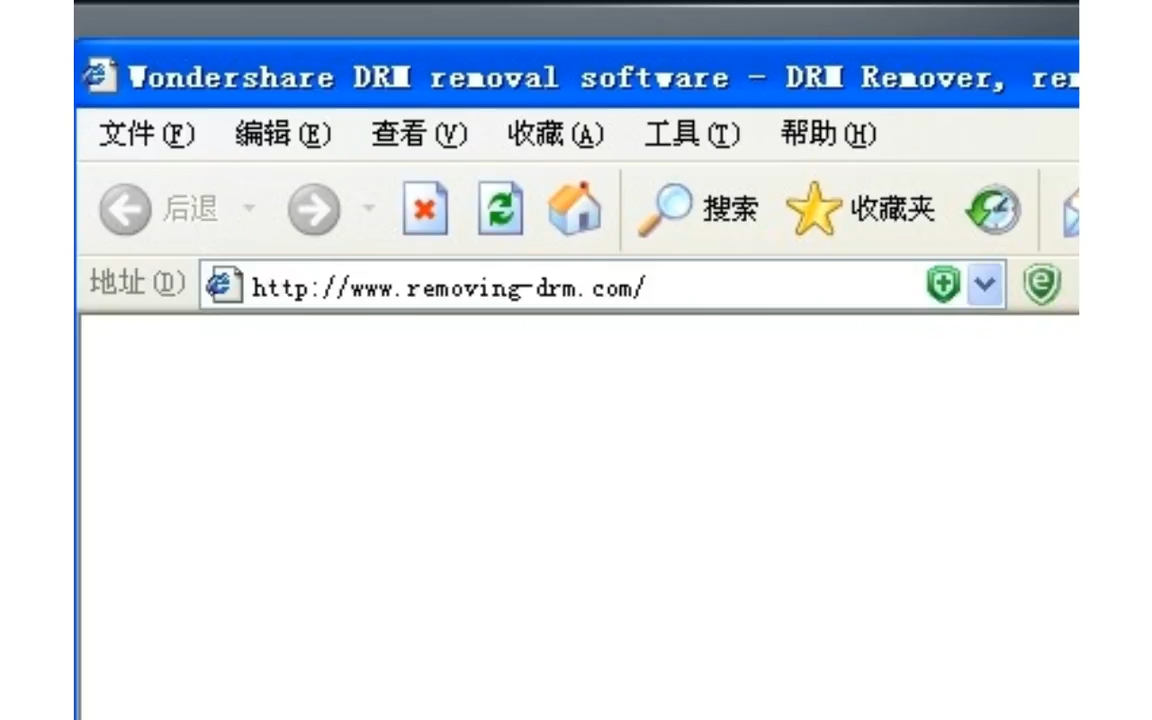 Wondershare DRM removal software - DRM Remover,
文件(F) 编辑(E) 查看(V) 收藏(A) 工具(T) 帮助(H)
后退 搜索 收藏夹
地址(D) http://www.removing-drm.com/